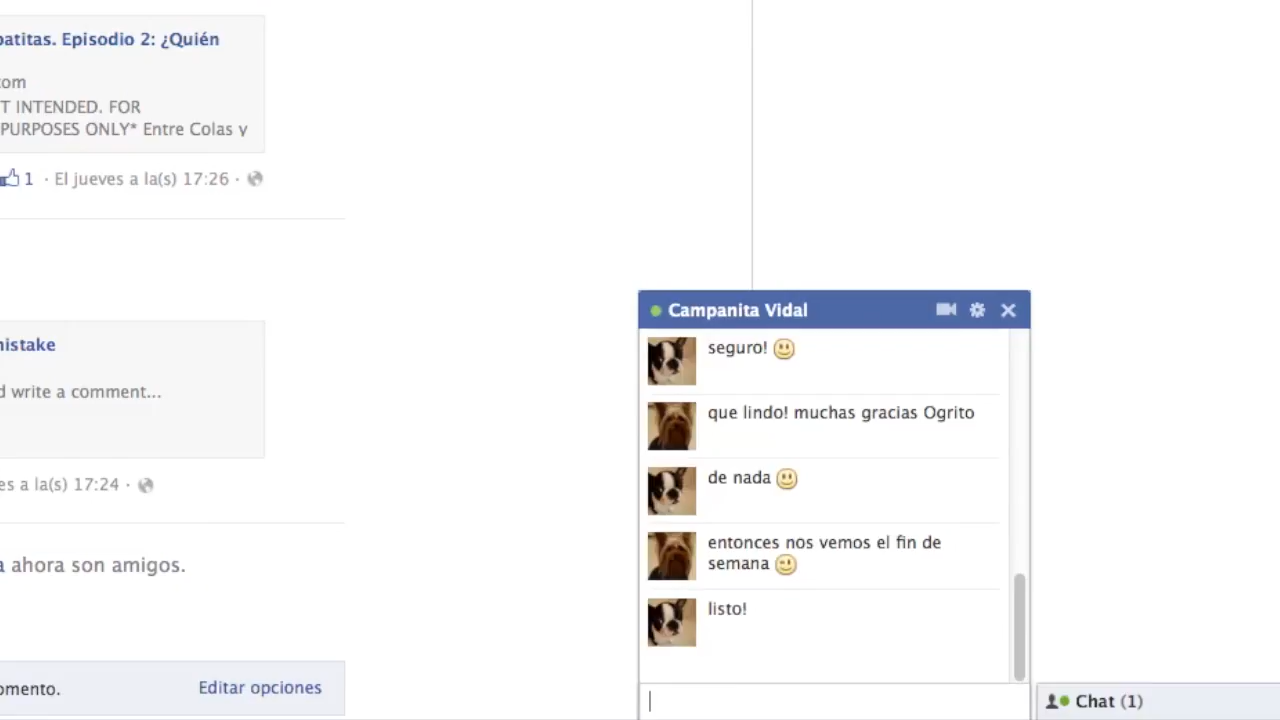 patitas. Episodio 2: ¿Quién
com
T INTENDED. FOR
PURPOSES ONLY* Entre Colas y
1 · El jueves a la(s) 17:26 ·
mistake
d write a comment...
es a la(s) 17:24 ·
a ahora son amigos.
omento.
Editar opciones
Campanita Vidal
seguro!
que lindo! muchas gracias Ogrito
de nada
entonces nos vemos el fin de
semana
listo!
Chat (1)